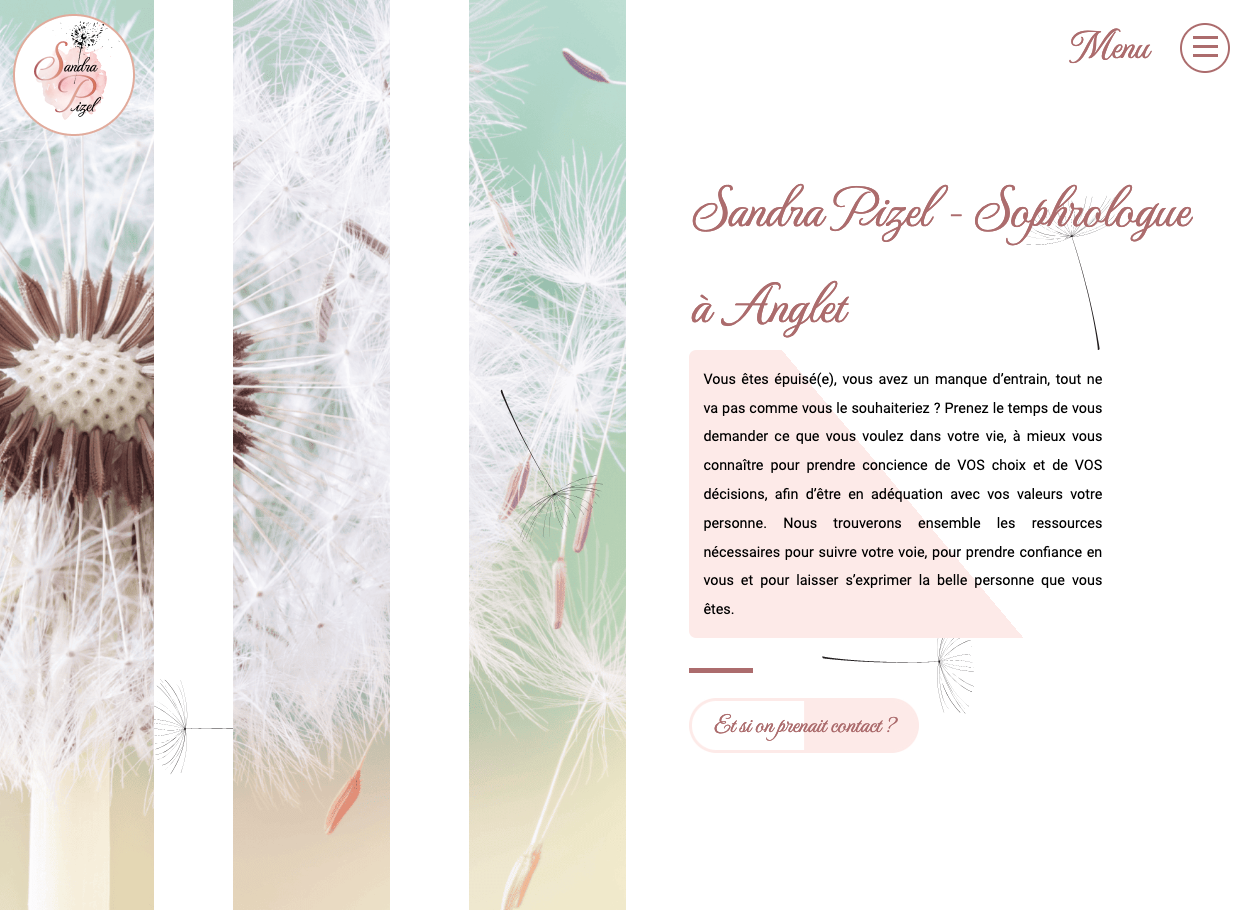 Sandra
Pizel
Menu
Sandra Pizel - Sophrologue
à Anglet
Vous êtes épuisé(e), vous avez un manque d’entrain, tout ne
va pas comme vous le souhaiteriez ? Prenez le temps de vous
demander ce que vous voulez dans votre vie, à mieux vous
connaître pour prendre concience de VOS choix et de VOS
décisions, afin d’être en adéquation avec vos valeurs votre
personne. Nous trouverons ensemble les ressources
nécessaires pour suivre votre voie, pour prendre confiance en
vous et pour laisser s’exprimer la belle personne que vous
êtes.
Et si on prenait contact ?